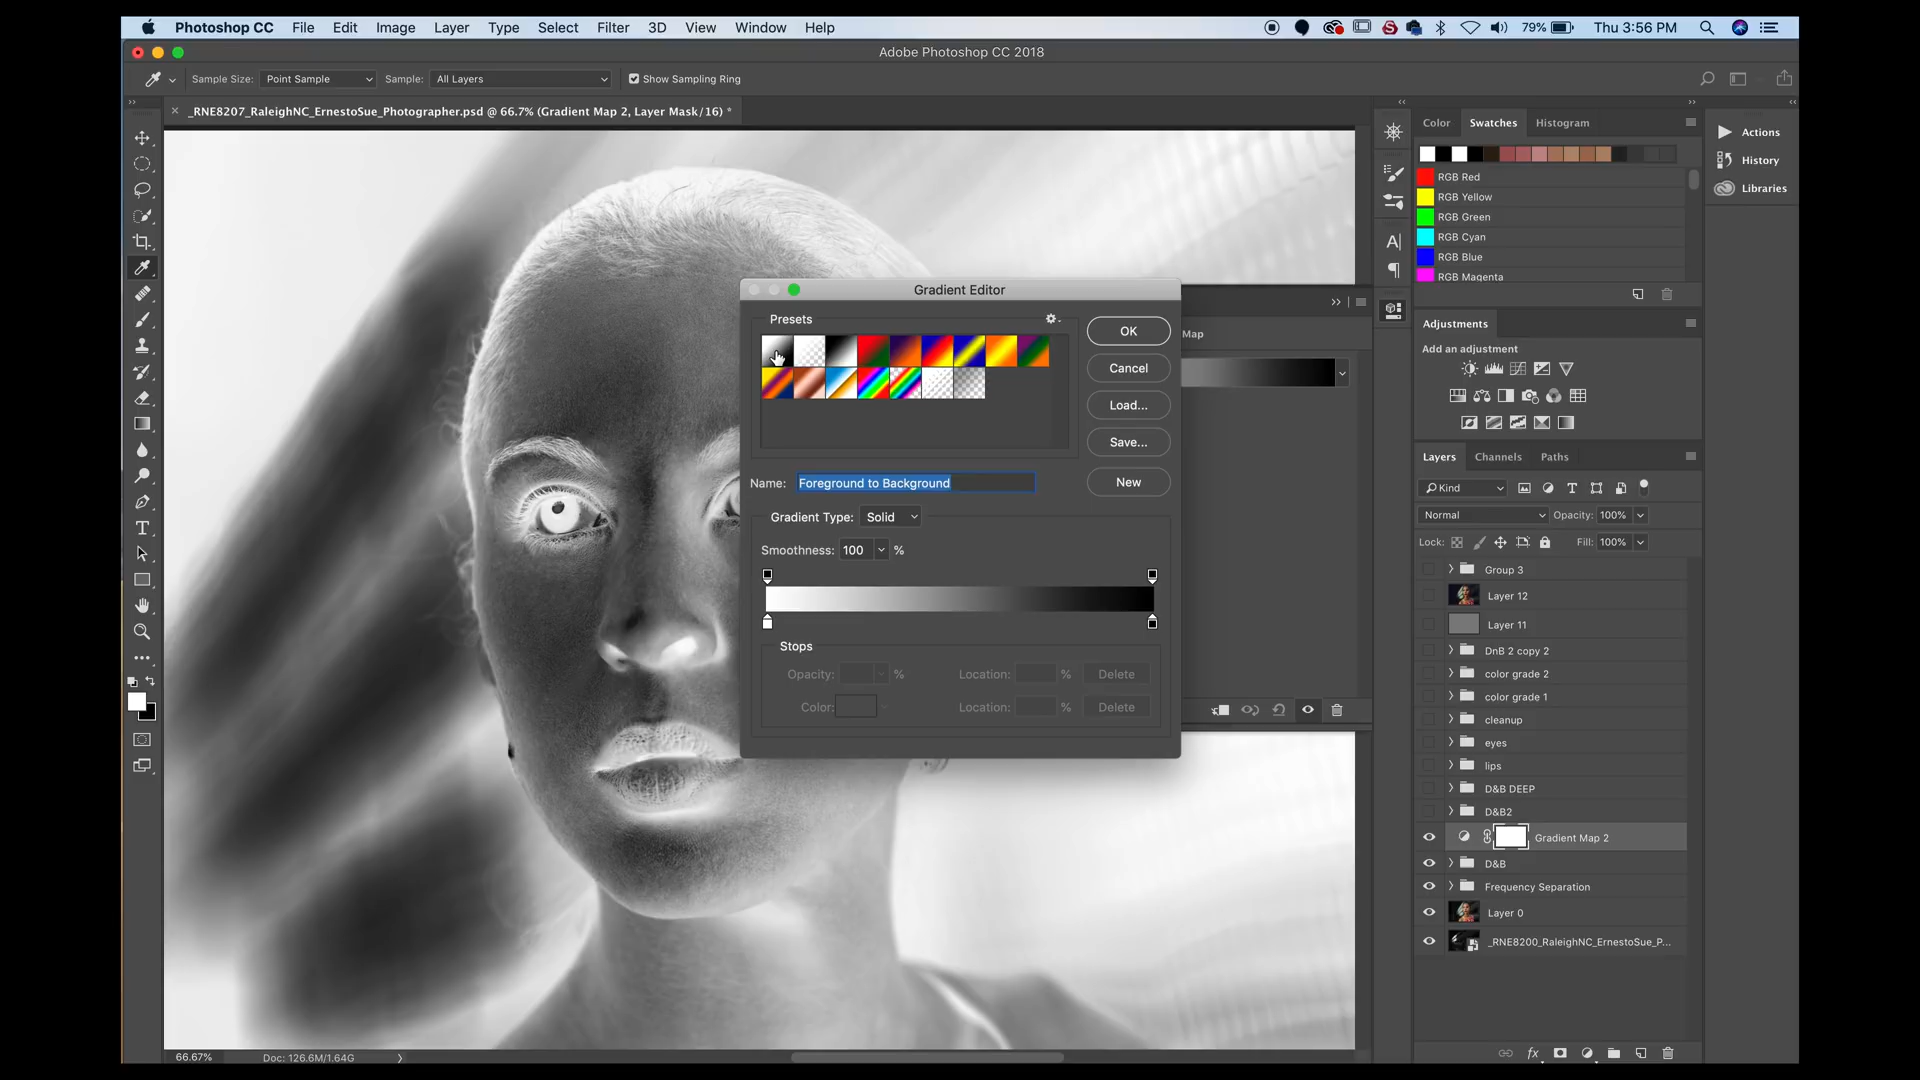 Photoshop CC File Edit Image Layer Type Select Filter 3D View Window Help 79% Thu 3:56 PM
Adobe Photoshop CC 2018
Sample Size: Point Sample Sample: All Layers Show Sampling Ring
_RNE8207_RaleighNC_ErnestoSue_Photographer.psd @ 66.7% (Gradient Map 2, Layer Mask/16) *
Color Swatches Histogram
RGB Red
RGB Yellow
RGB Green
RGB Cyan
RGB Blue
RGB Magenta
Actions
History
Libraries
Gradient Editor
Presets
OK
Cancel
Load...
Save...
New
Name: Foreground to Background
Gradient Type: Solid
Smoothness: 100 %
Stops
Opacity: % Location: % Delete
Color: Location: % Delete
Map
Adjustments
Add an adjustment
Layers Channels Paths
Kind
Normal Opacity: 100%
Lock: Fill: 100%
Group 3
Layer 12
Layer 11
DnB 2 copy 2
color grade 2
color grade 1
cleanup
eyes
lips
D&B DEEP
D&B2
Gradient Map 2
D&B
Frequency Separation
Layer 0
_RNE8200_RaleighNC_ErnestoSue_P...
fx
66.67% Doc: 126.6M/1.64G